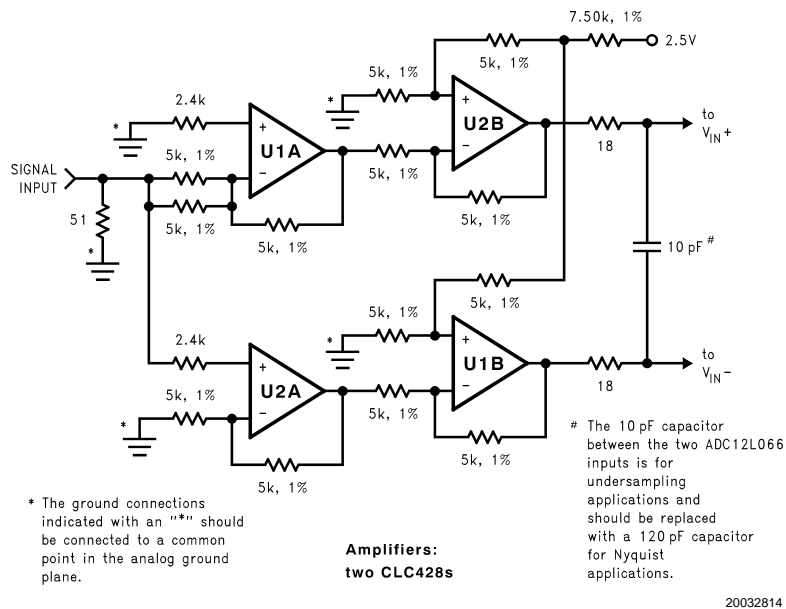 7.50k, 1%
2.5V
5k, 1%
5k, 1%
*
2.4k
*
+
U2B
−
to
VIN+
18
+
U1A
−
5k, 1%
SIGNAL
INPUT
5k, 1%
5k, 1%
51
5k, 1%
*
5k, 1%
10 pF #
5k, 1%
5k, 1%
*
2.4k
+
U1B
−
to
VIN−
18
+
U2A
−
5k, 1%
*
5k, 1%
5k, 1%
5k, 1%
* The ground connections
indicated with an "*" should
be connected to a common
point in the analog ground
plane.
Amplifiers:
two CLC428s
# The 10 pF capacitor
between the two ADC12L066
inputs is for
undersampling
applications and
should be replaced
with a 120 pF capacitor
for Nyquist
applications.
20032814